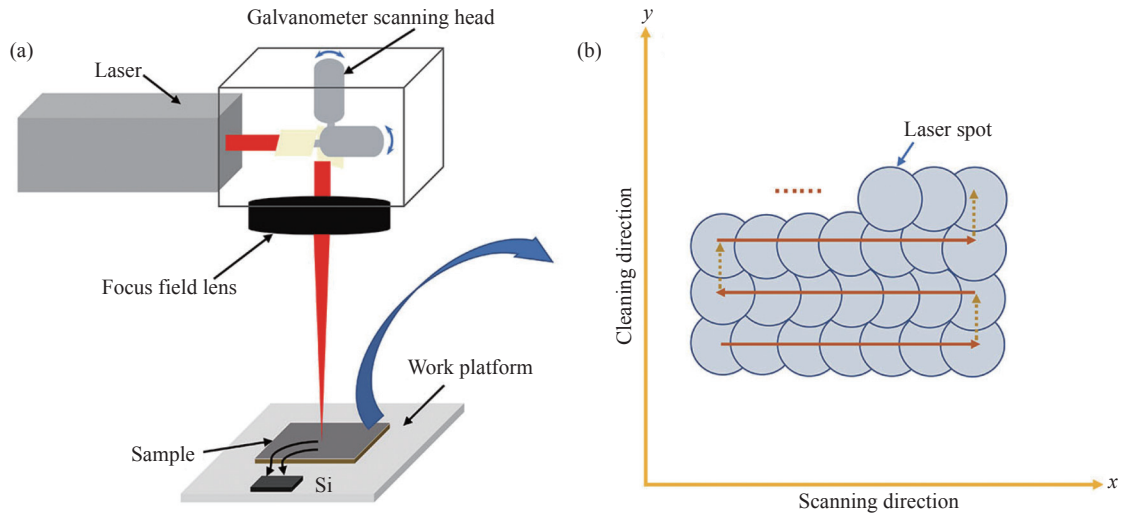 (a)
Galvanometer scanning head
Laser
Focus field lens
Work platform
Sample
Si
(b)
y
Laser spot
Cleaning direction
x
Scanning direction